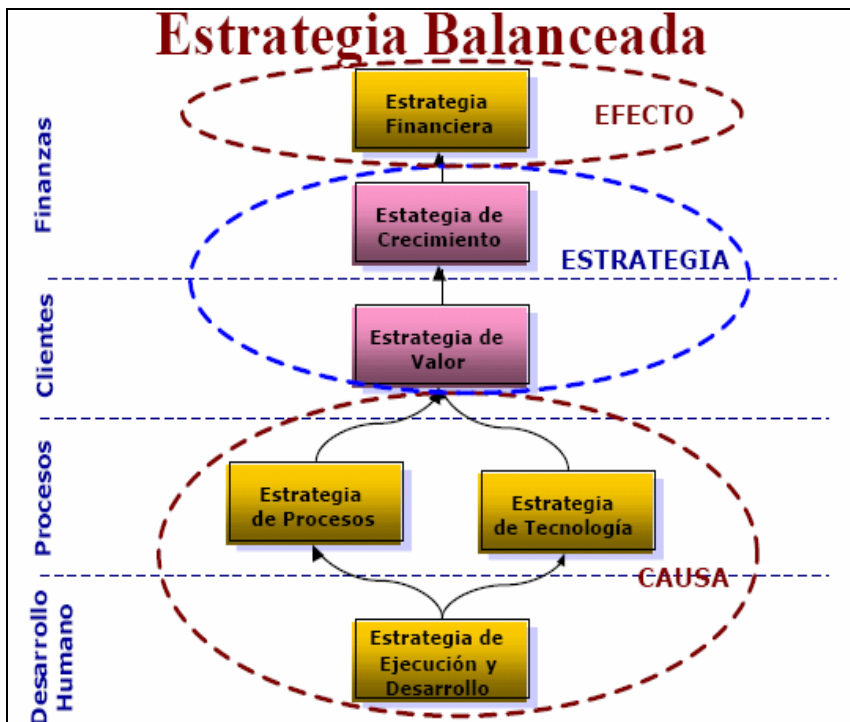 Estrategia Balanceada
Estrategia
Financiera
EFECTO
Finanzas
Estategia de
Crecimiento
ESTRATEGIA
Clientes
Estrategia de
Valor
Procesos
Estrategia
de Procesos
Estrategia
de Tecnología
CAUSA
Desarrollo
Humano
Estrategia de
Ejecución y
Desarrollo